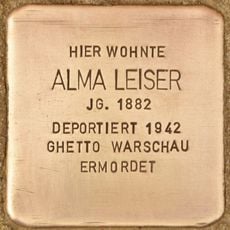 HIER WOHNTE
ALMA LEISER
JG. 1882
DEPORTIERT 1942
GHETTO WARSCHAU
ERMORDET